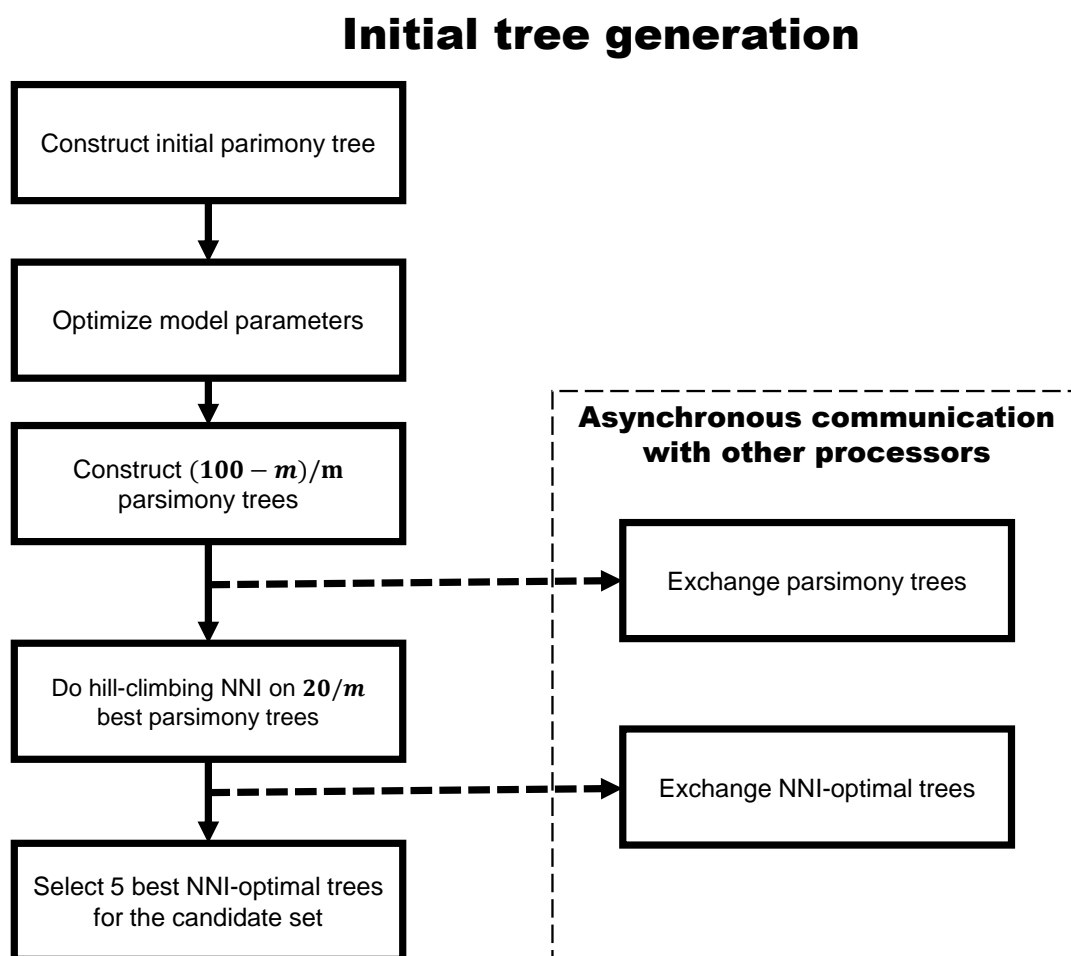 Initial tree generation
Construct initial parimony tree
Optimize model parameters
Construct (100 − m)/m
parsimony trees
Do hill-climbing NNI on 20/m
best parsimony trees
Select 5 best NNI-optimal trees
for the candidate set
Asynchronous communication
with other processors
Exchange parsimony trees
Exchange NNI-optimal trees